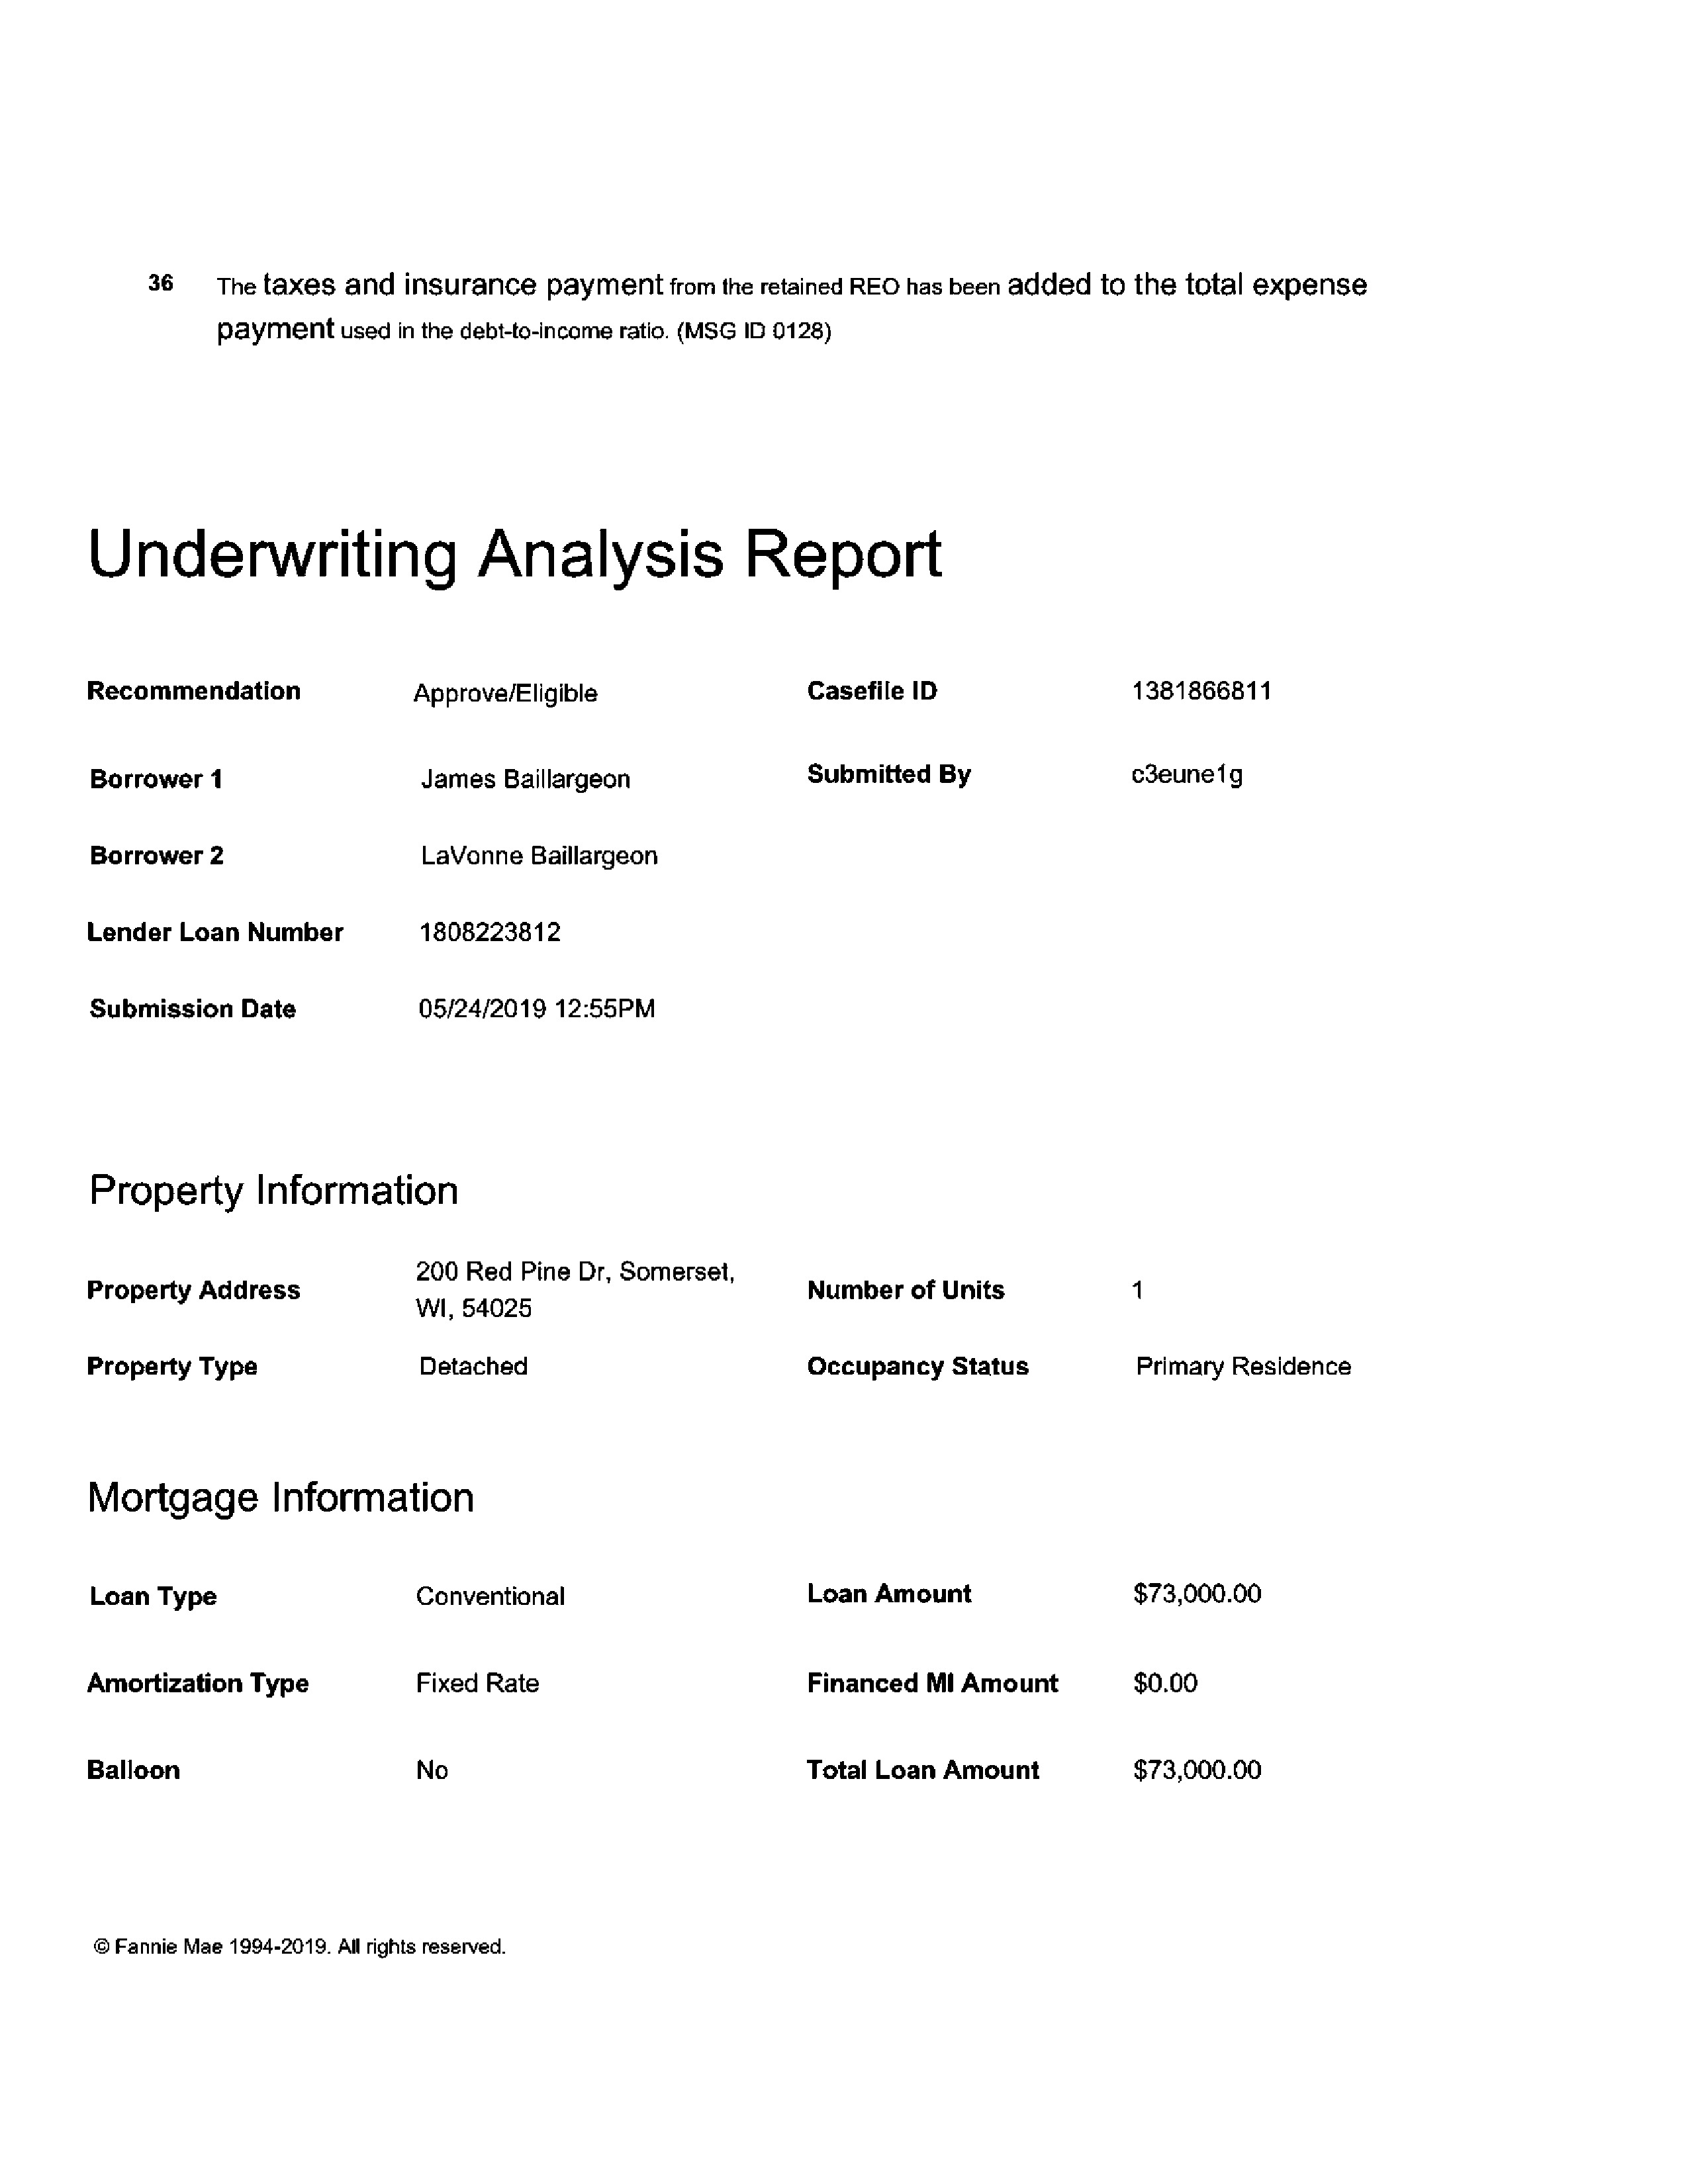 36 The taxes and insurance payment from the retained REO has been added to the total expense
payment used in the debt-to-income ratio. (MSG ID 0128)
Underwriting Analysis Report
Recommendation Approve/Eligible Casefile ID 1381866811
Borrower 1 James Baillargeon Submitted By c3eune1g
Borrower 2 LaVonne Baillargeon
Lender Loan Number 1808223812
Submission Date 05/24/2019 12:55PM
Property Information
Property Address 200 Red Pine Dr, Somerset, WI, 54025 Number of Units 1
Property Type Detached Occupancy Status Primary Residence
Mortgage Information
Loan Type Conventional Loan Amount $73,000.00
Amortization Type Fixed Rate Financed MI Amount $0.00
Balloon No Total Loan Amount $73,000.00
© Fannie Mae 1994-2019. All rights reserved.